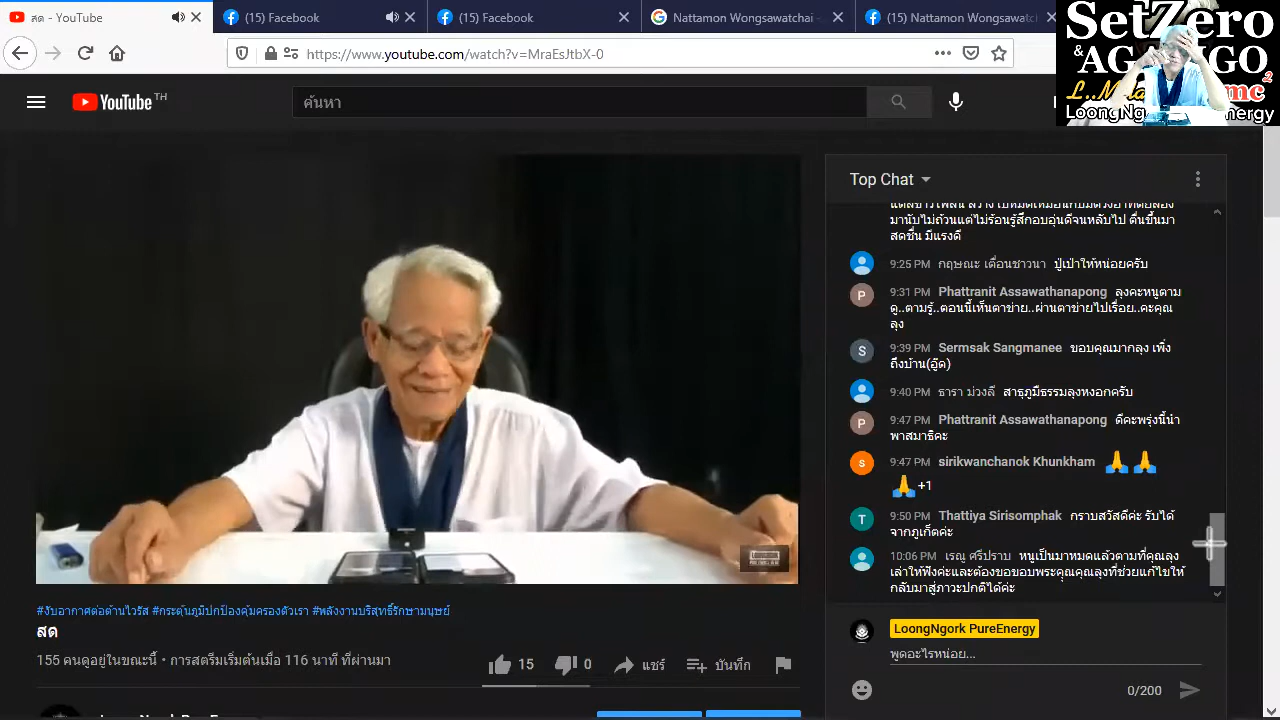 สด - YouTube
(15) Facebook
(15) Facebook
Nattamon Wongsawatchai -
(15) Nattamon Wongsawatc
https://www.youtube.com/watch?v=MraEsJtbX-0
SetZero
&
LoongNg
ergy
YouTube TH
ค้นหา
Top Chat
มานับไม่ถ้วนแต่ไม่ร้อนรู้สึกอบอุ่นดีจนหลับไป ตื่นขึ้นมา
สดชื่น มีแรงดี
9:25 PM กฤษณะ เดื่อนชาวนา ปู่เป่าให้หน่อยครับ
9:31 PM Phattranit Assawathanapong ลุงคะหนูตาม
ดู..ตามรู้..ตอนนี้เห็นตาข่าย..ผ่านตาข่ายไปเรื่อย..คะคุณ
ลุง
9:39 PM Sermsak Sangmanee ขอบคุณมากลุง เพิ่ง
ถึงบ้าน(อู๊ด)
9:40 PM ธารา ม่วงลี สาธุภูมิธรรมลุงหงอกครับ
9:47 PM Phattranit Assawathanapong ดีคะพรุ่งนี้นำ
พาสมาธิคะ
9:47 PM sirikwanchanok Khunkham 🙏🙏
🙏+1
9:50 PM Thattiya Sirisomphak กราบสวัสดีค่ะ รับได้
จากภูเก็ตค่ะ
10:06 PM เรณู ศรีปราบ หนูเป็นมาหมดแล้วตามที่คุณลุง
เล่าให้ฟังค่ะและต้องขอขอบพระคุณคุณลุงที่ช่วยแก้ไขให้
กลับมาสู่ภาวะปกติได้ค่ะ
LoongNgork PureEnergy
พูดอะไรหน่อย...
0/200
#งับอากาศต่อต้านไวรัส #กระตุ้นภูมิปกป้องคุ้มครองตัวเรา #พลังงานบริสุทธิ์รักษามนุษย์
สด
155 คนดูอยู่ในขณะนี้ • การสตรีมเริ่มต้นเมื่อ 116 นาที ที่ผ่านมา
15
0
แชร์
บันทึก